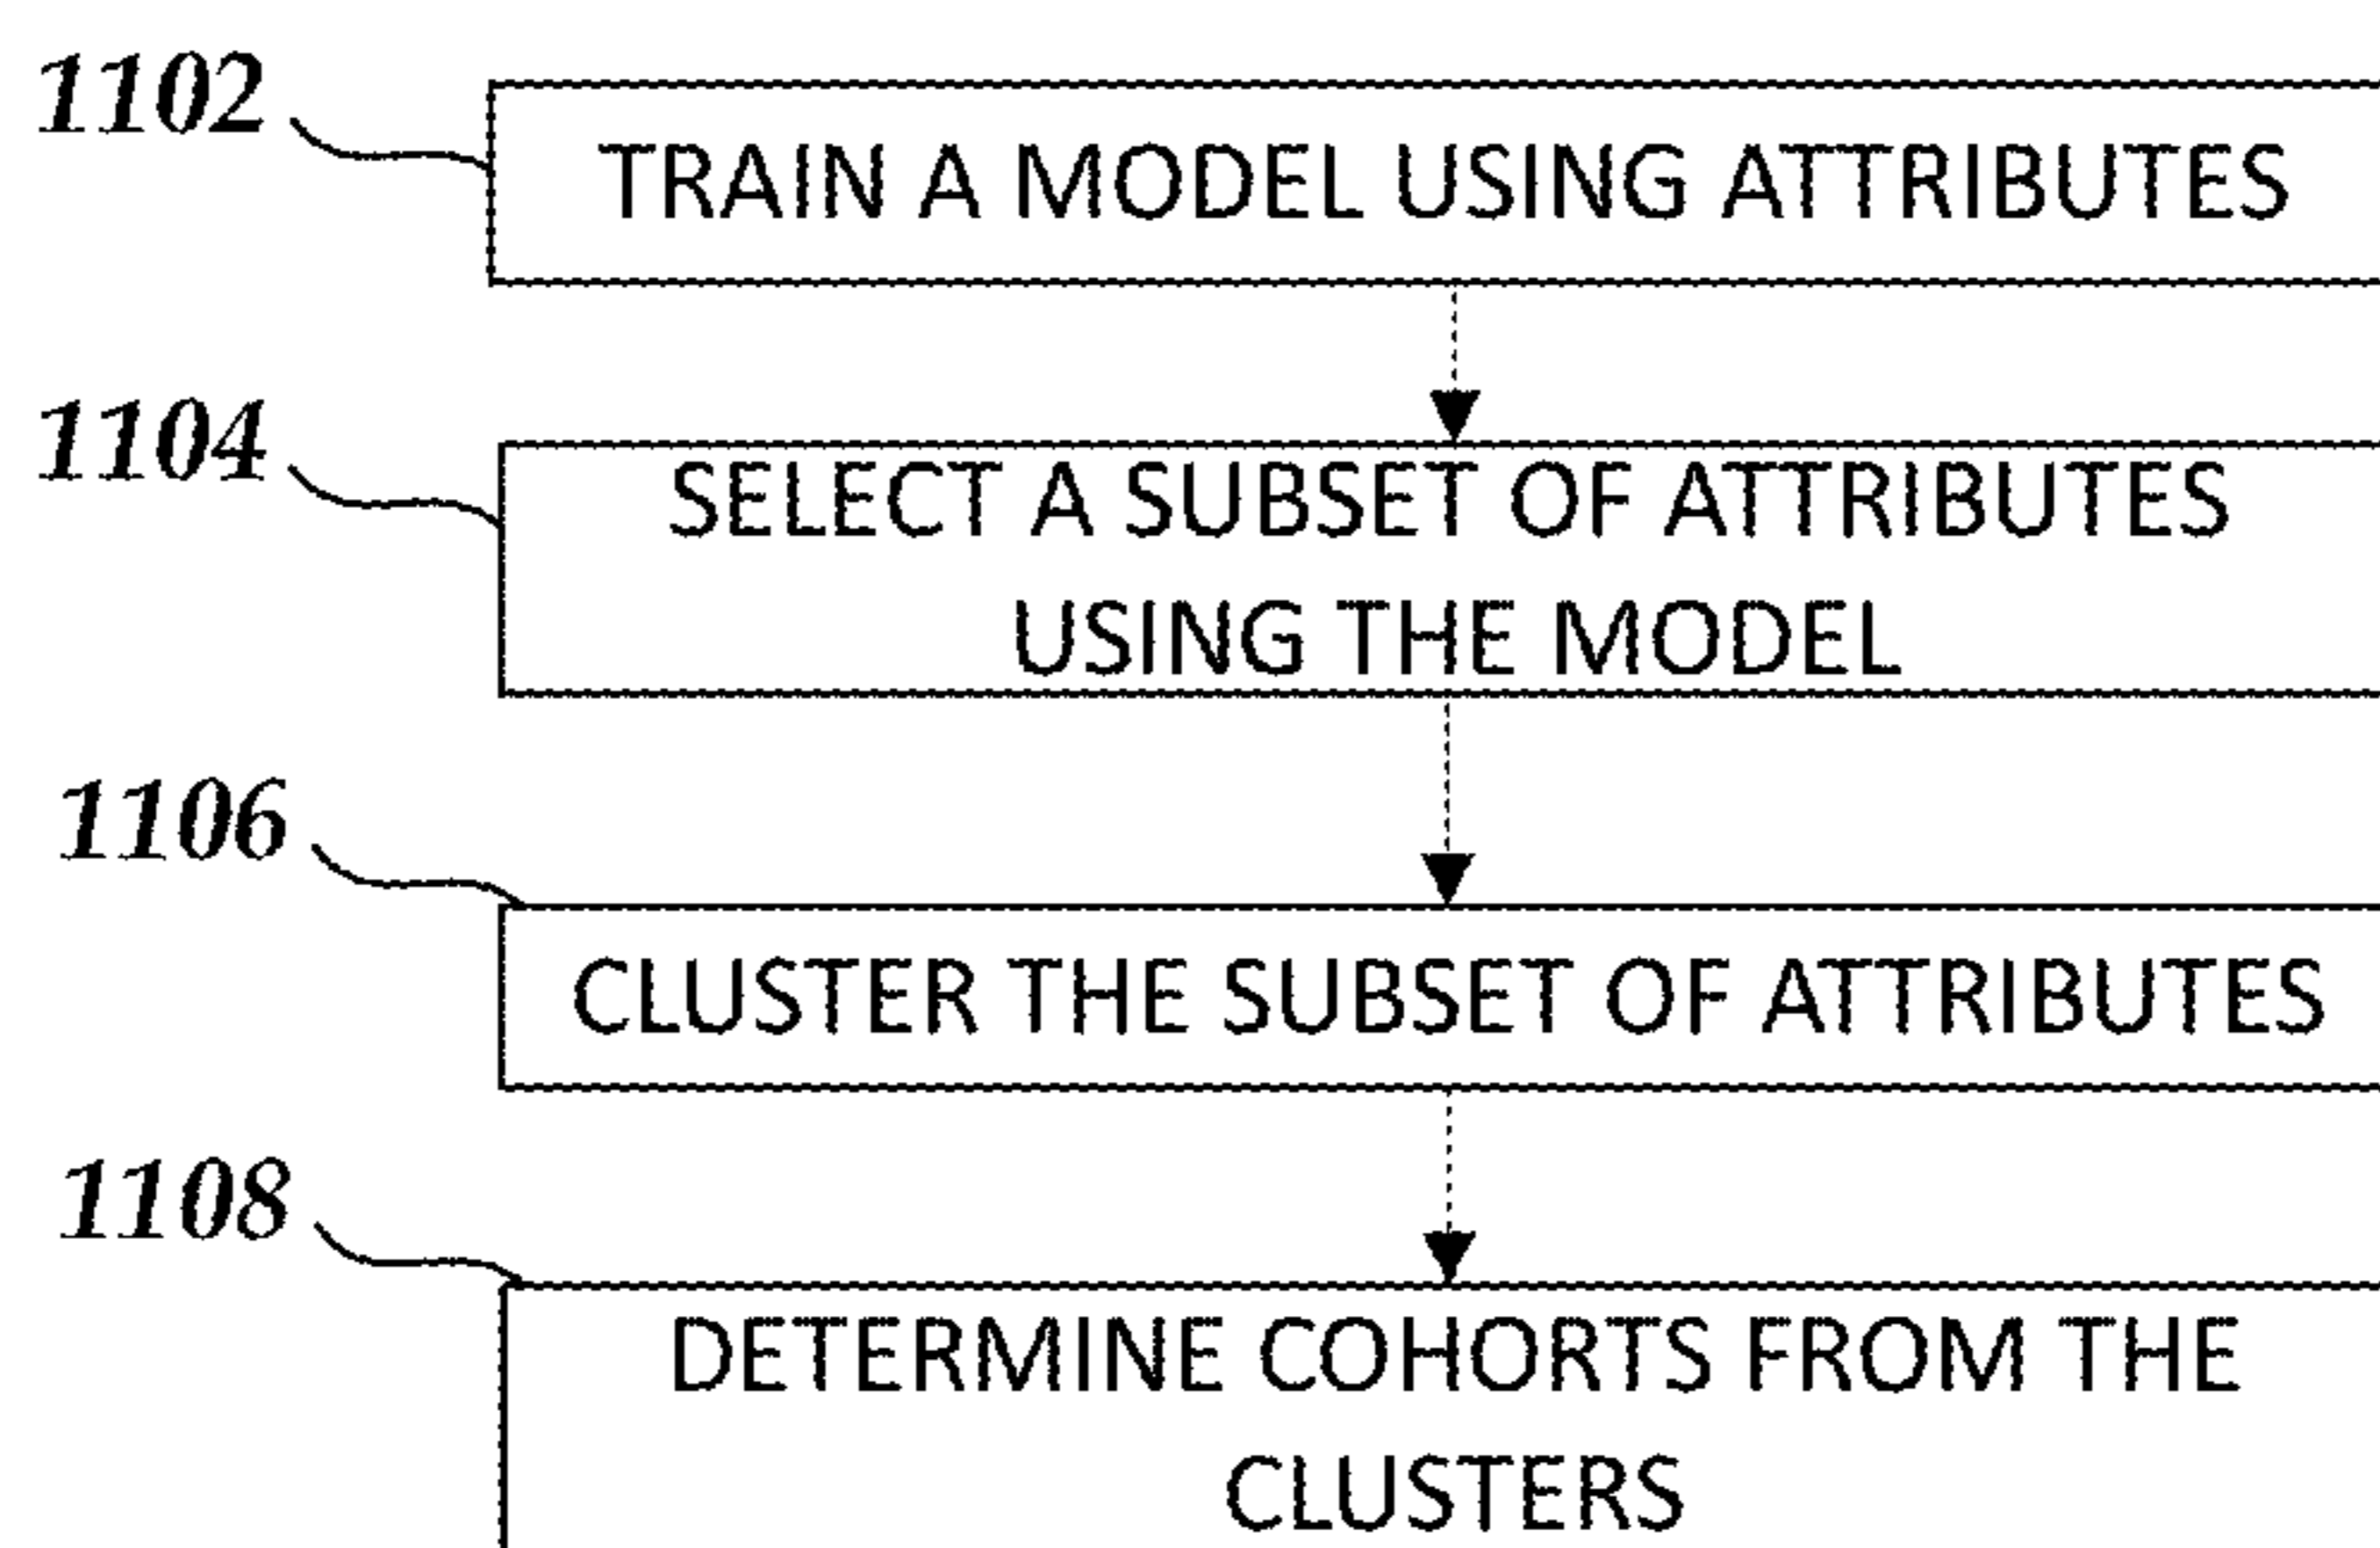 1102
TRAIN A MODEL USING ATTRIBUTES
1104
SELECT A SUBSET OF ATTRIBUTES
USING THE MODEL
1106
CLUSTER THE SUBSET OF ATTRIBUTES
1108
DETERMINE COHORTS FROM THE
CLUSTERS